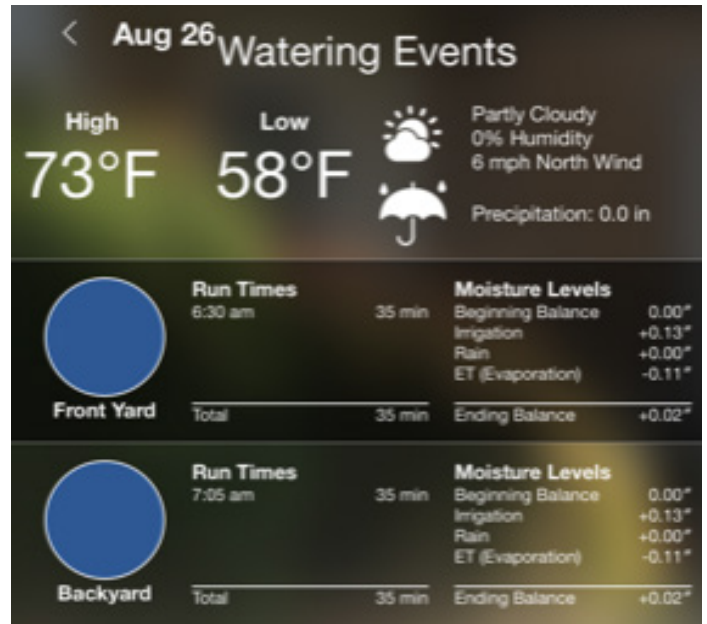 Aug 26 Watering Events
High
73°F
Low
58°F
Partly Cloudy
0% Humidity
6 mph North Wind
Precipitation: 0.0 in
Front Yard
Run Times
6:30 am 35 min
Total 35 min
Moisture Levels
Beginning Balance 0.00"
Irrigation +0.13"
Rain +0.00"
ET (Evaporation) -0.11"
Ending Balance +0.02"
Backyard
Run Times
7:05 am 35 min
Total 35 min
Moisture Levels
Beginning Balance 0.00"
Irrigation +0.13"
Rain +0.00"
ET (Evaporation) -0.11"
Ending Balance +0.02"